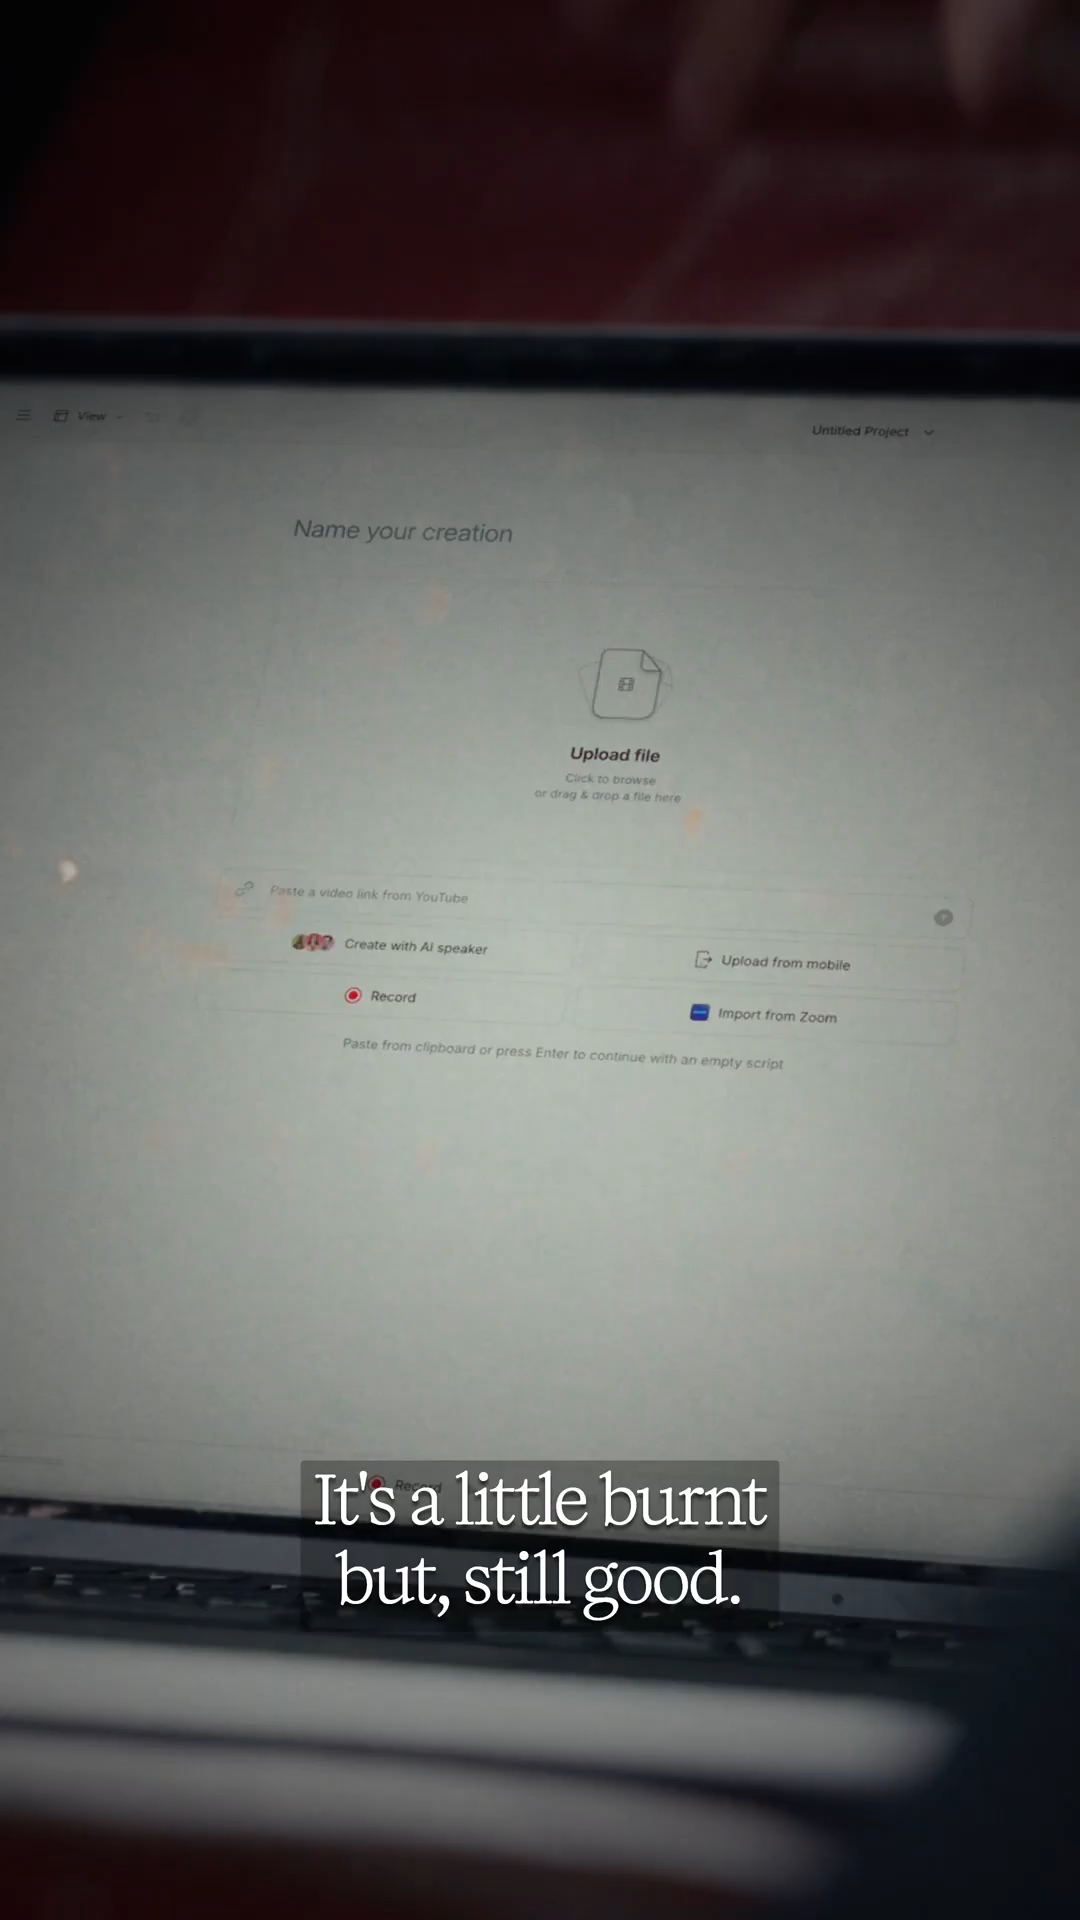 View
Untitled Project
Name your creation
Upload file
Click to browse
or drag & drop a file here
Paste a video link from YouTube
Create with AI speaker
Upload from mobile
Record
Import from Zoom
Paste from clipboard or press Enter to continue with an empty script
Record
It's a little burnt
but, still good.